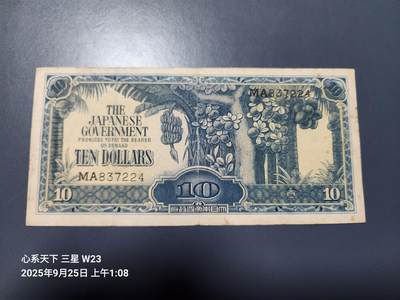 10
10
MA837224
THE
JAPANESE
GOVERNMENT
PROMISES TO PAY THE BEARER
ON DEMAND
TEN DOLLARS
MA837224
10
10
10
心系天下 三星 W23
2025年9月25日 上午1:08